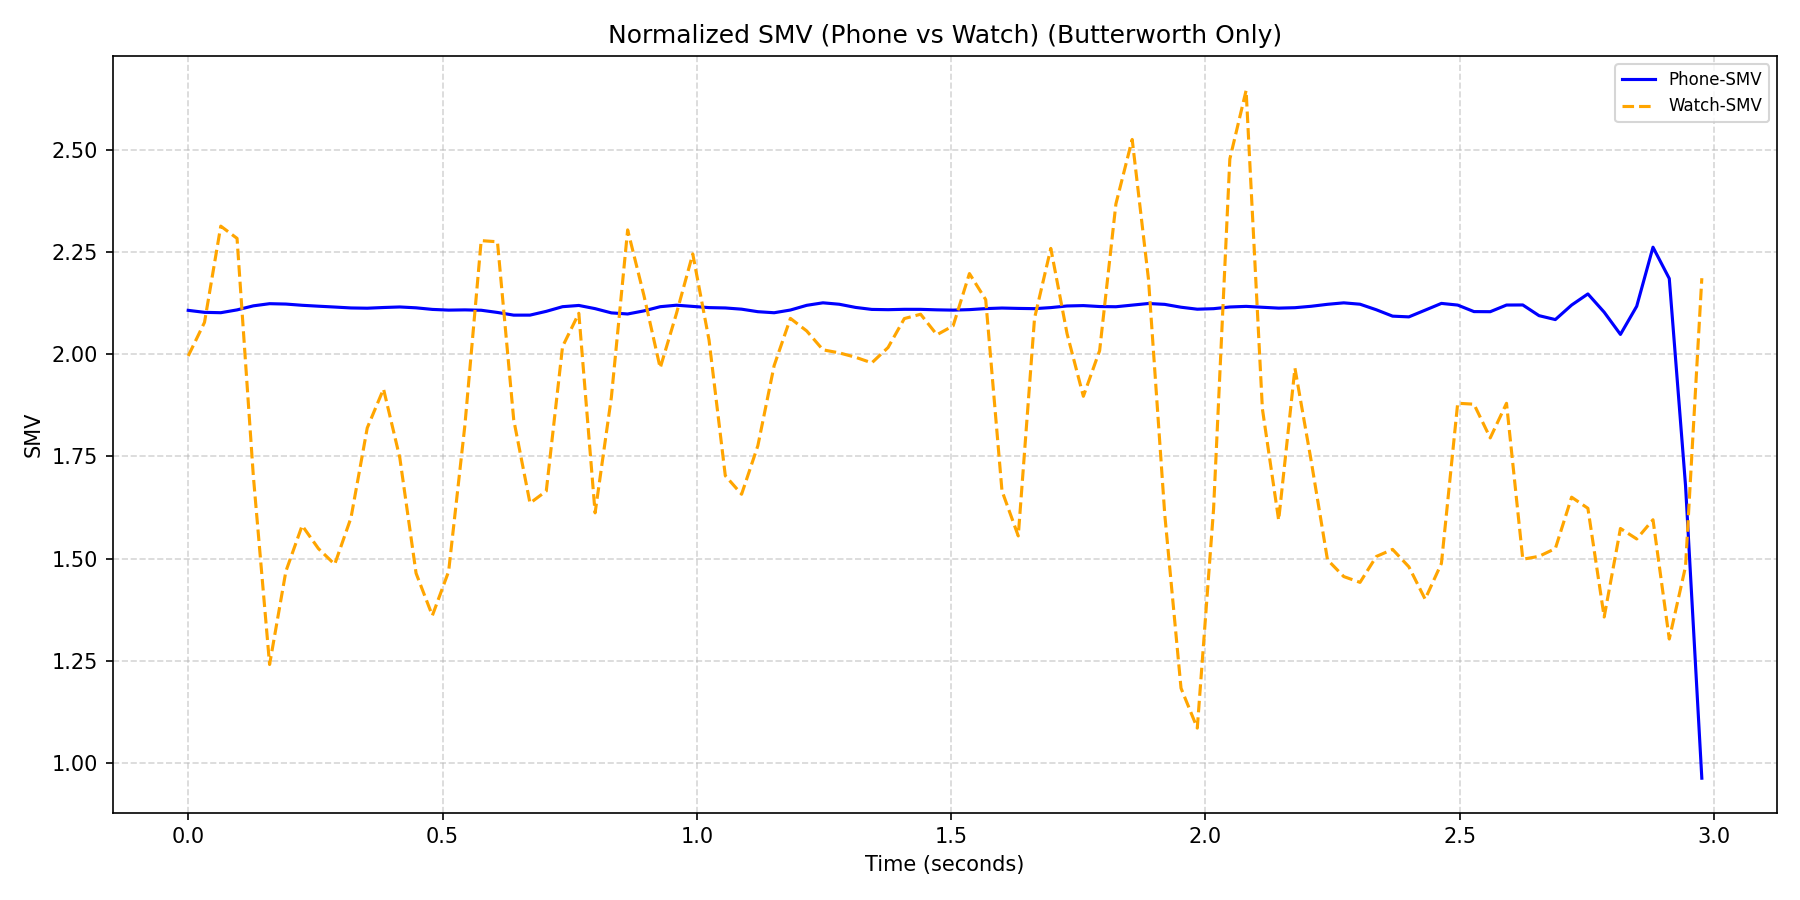 Normalized SMV (Phone vs Watch) (Butterworth Only)
Phone-SMV
Watch-SMV
SMV
2.50
2.25
2.00
1.75
1.50
1.25
1.00
0.0 0.5 1.0 1.5 2.0 2.5 3.0
Time (seconds)